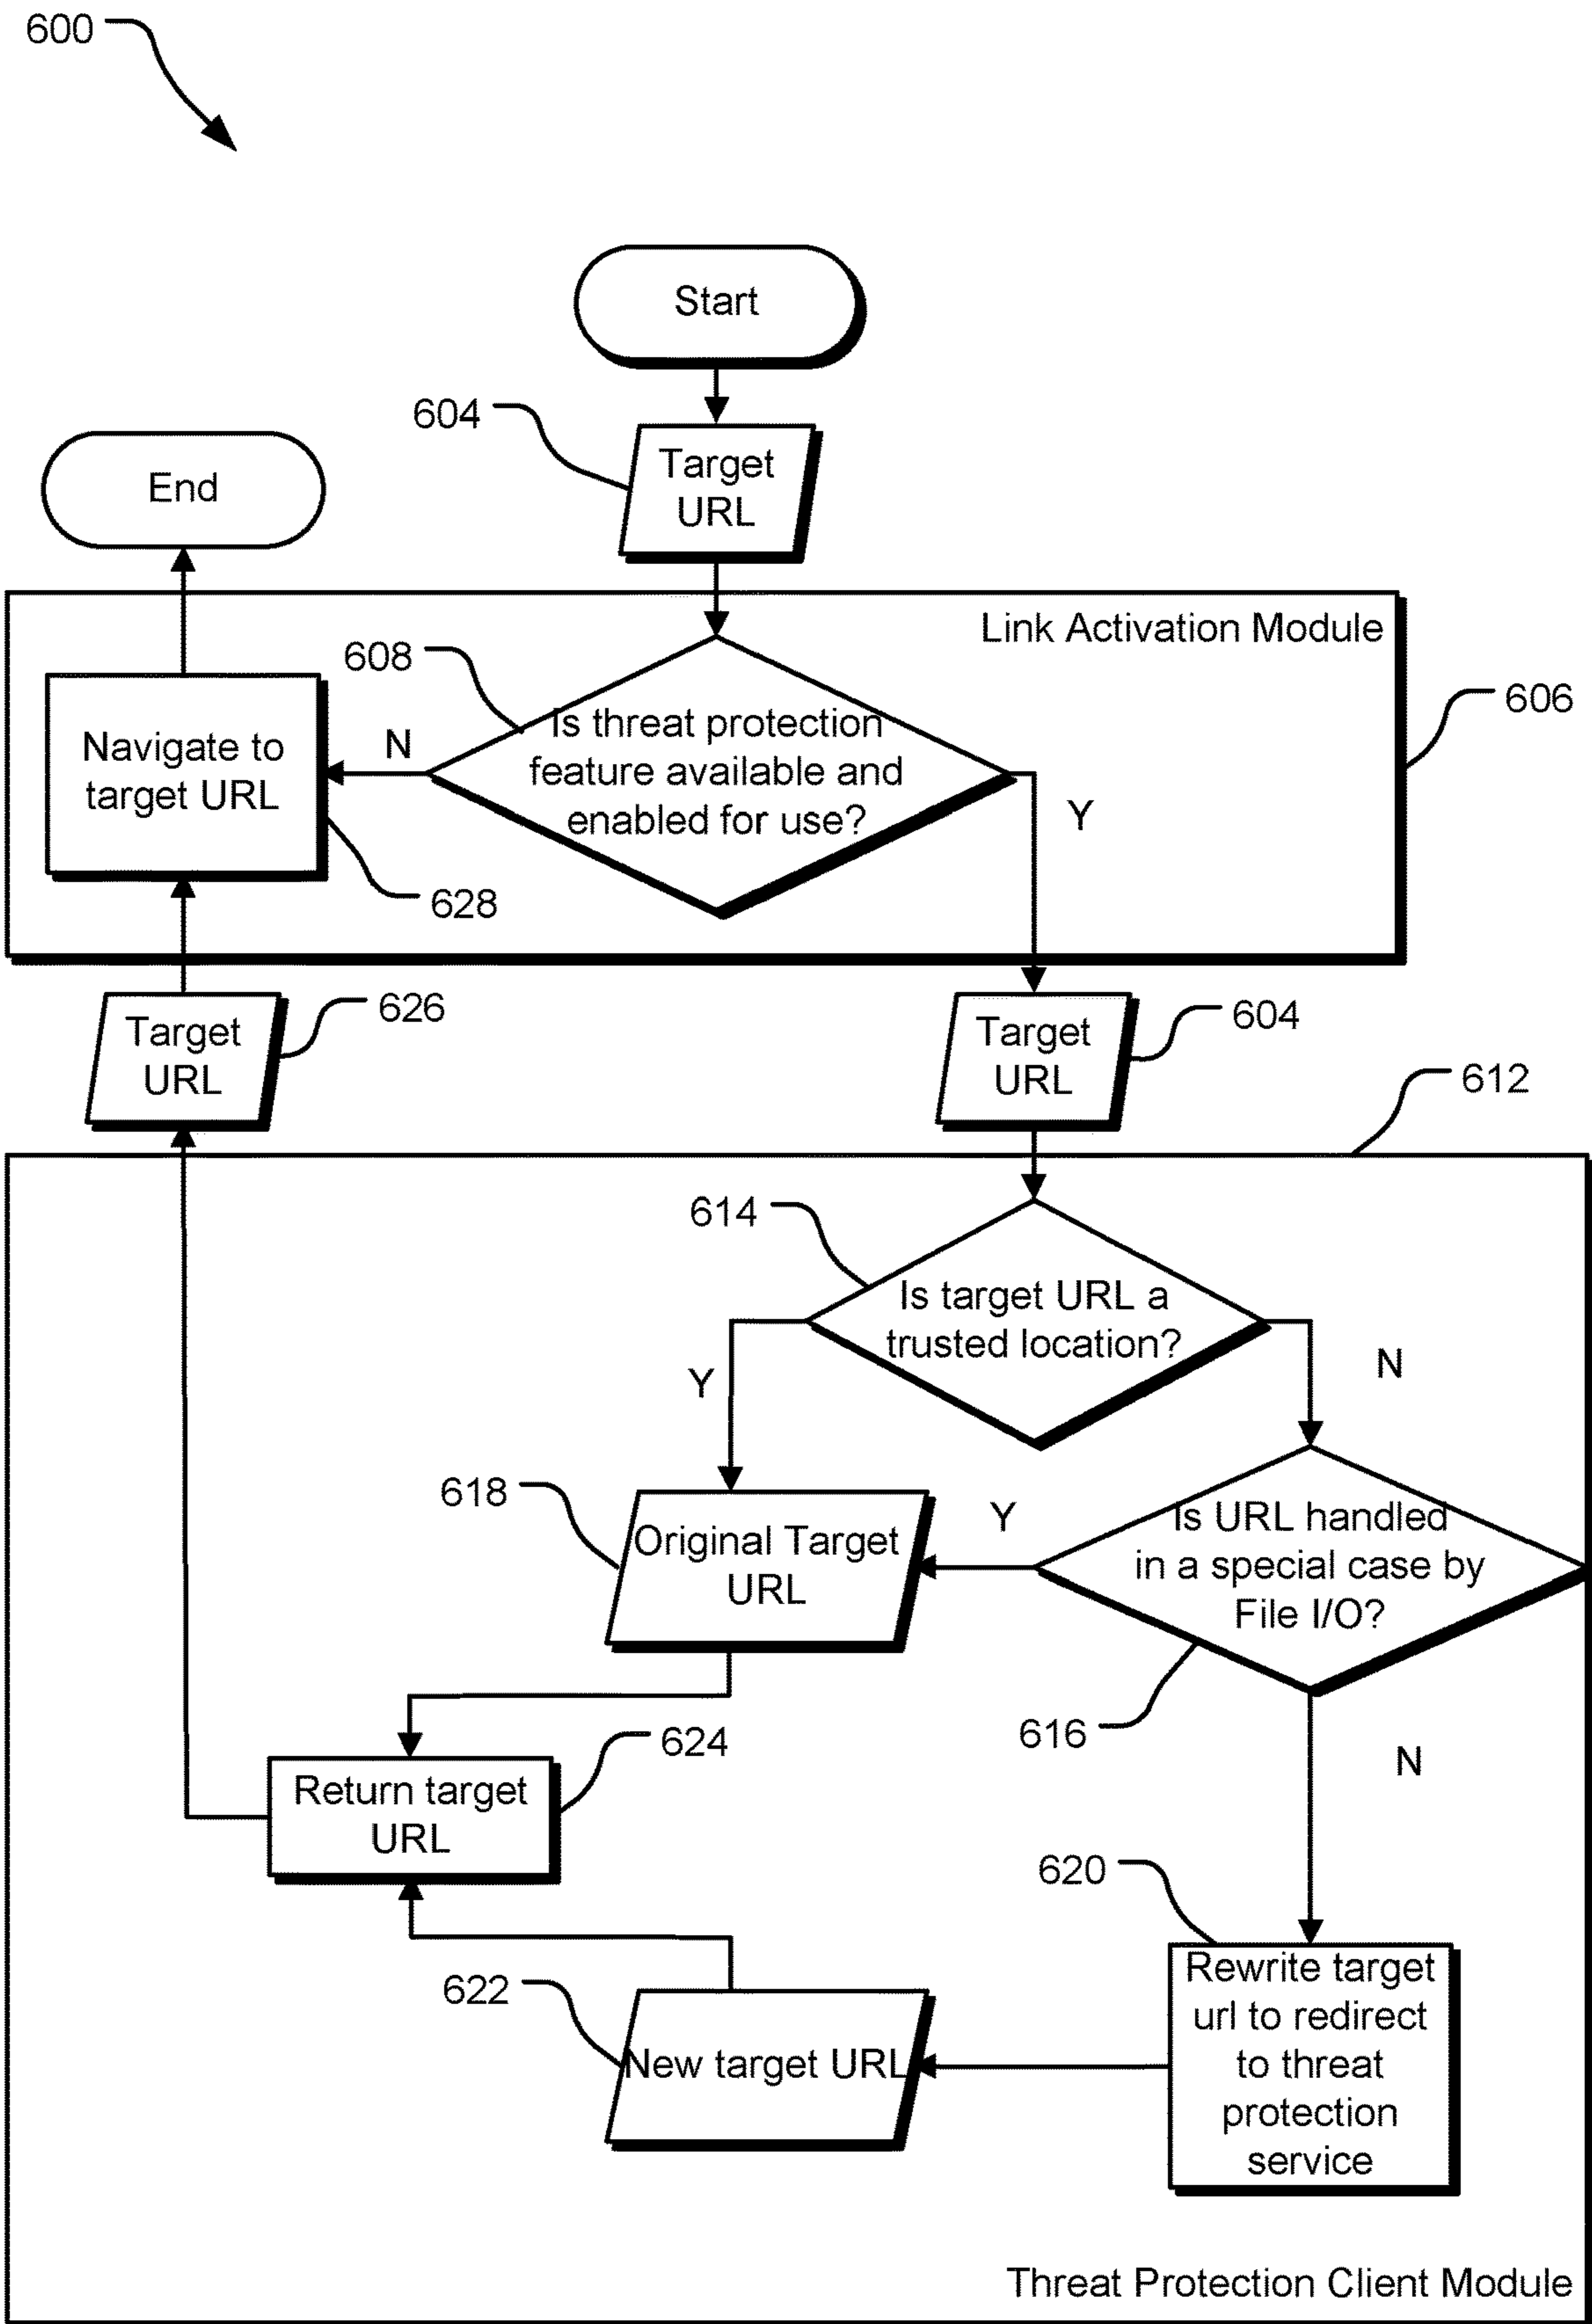 600
Start
604
Target
URL
End
Link Activation Module
606
608
Is threat protection
feature available and
enabled for use?
N
Y
Navigate to
target URL
628
Target
URL
626
Target
URL
604
612
614
Is target URL a
trusted location?
Y
N
618
Original Target
URL
Y
Is URL handled
in a special case by
File I/O?
616
N
Return target
URL
624
620
Rewrite target
url to redirect
to threat
protection
service
622
New target URL
Threat Protection Client Module